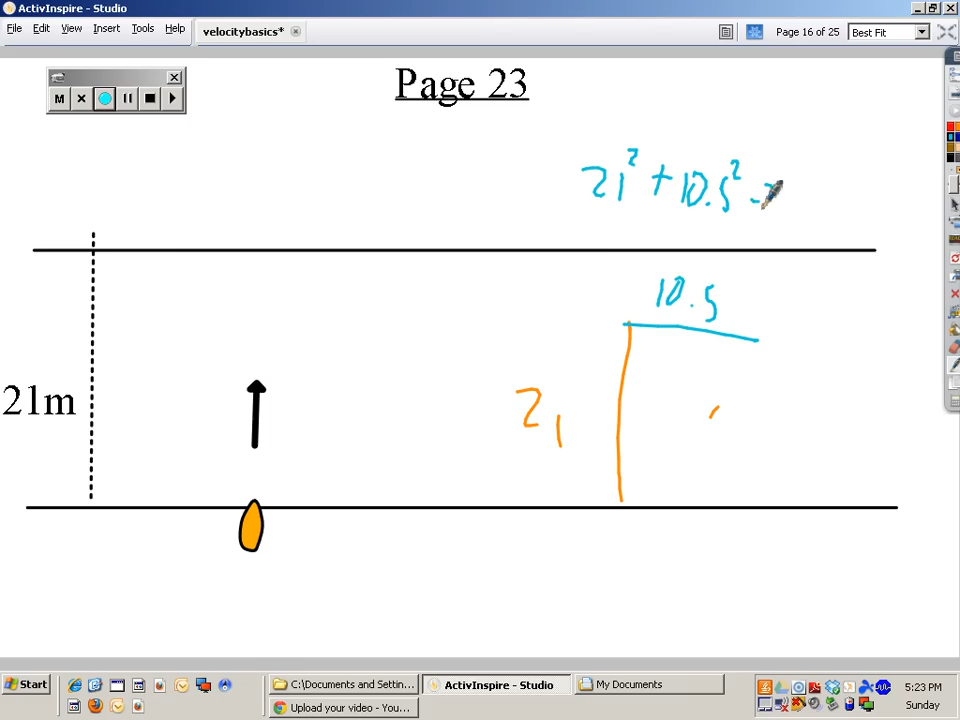 ActivInspire - Studio
File Edit View Insert Tools Help velocitybasics* Page 16 of 25 Best Fit
M
Page 23
21² + 10.5² =
10.5
21m
21
Start C:\Documents and Settin... ActivInspire - Studio My Documents 5:23 PM
Upload your video - You... Sunday